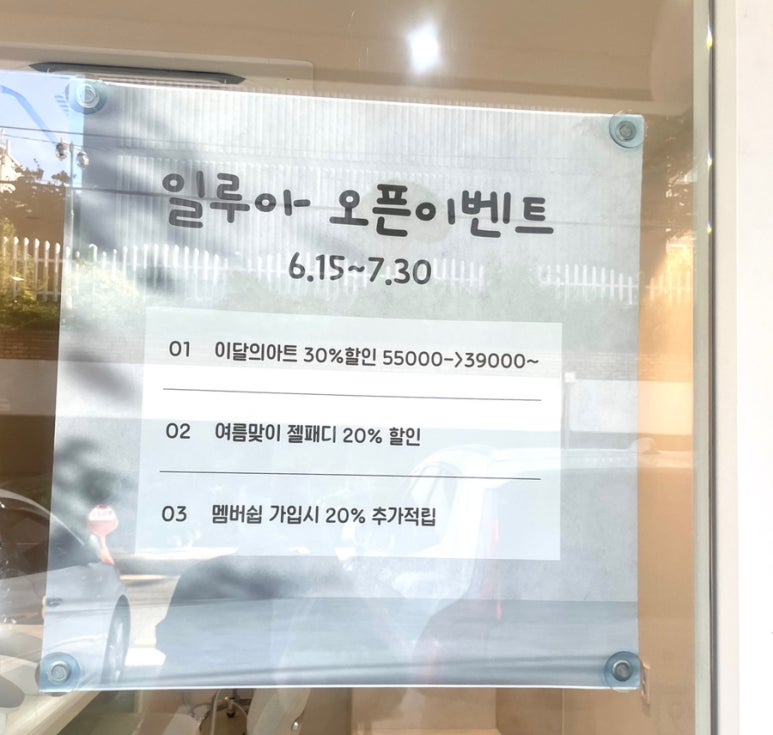 일루아 오픈이벤트
6.15~7.30
01 이달의아트 30%할인 55000->39000~
02 여름맞이 젤패디 20% 할인
03 멤버쉽 가입시 20% 추가적립